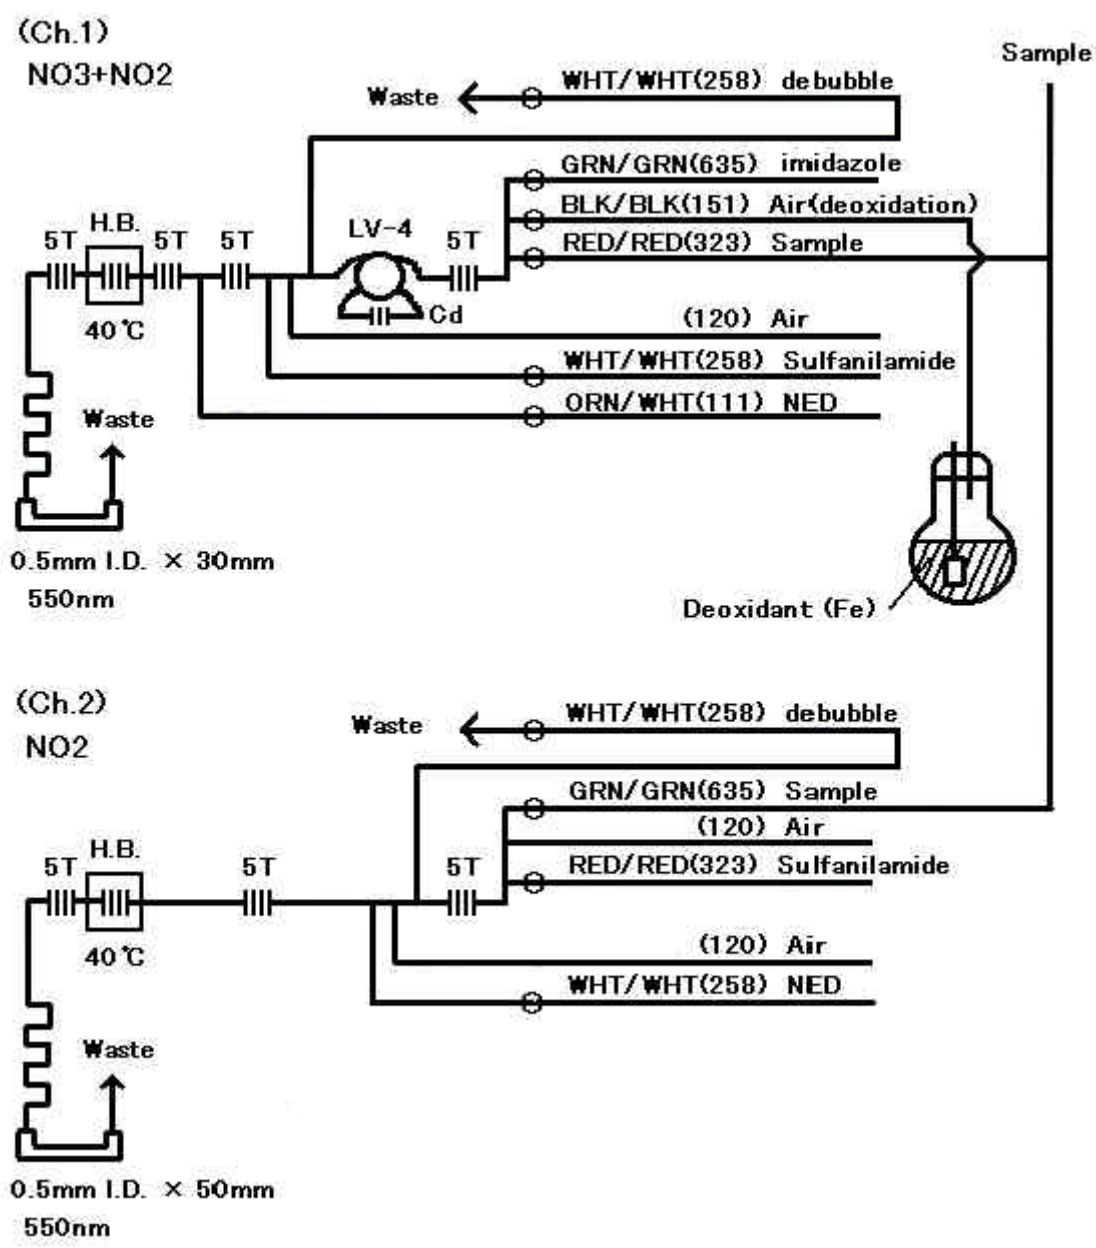 (Ch.1)
NO3+NO2
Sample
Waste
WHT/WHT(258) debubble
GRN/GRN(635) imidazole
BLK/BLK(151) Air(deoxidation)
RED/RED(323) Sample
5T
H.B.
5T
5T
LV-4
5T
40℃
Cd
(120) Air
WHT/WHT(258) Sulfanilamide
ORN/WHT(111) NED
Waste
0.5mm I.D. × 30mm
550nm
Deoxidant (Fe)
(Ch.2)
NO2
Waste
WHT/WHT(258) debubble
GRN/GRN(635) Sample
(120) Air
RED/RED(323) Sulfanilamide
5T
H.B.
5T
5T
40℃
(120) Air
WHT/WHT(258) NED
Waste
0.5mm I.D. × 50mm
550nm